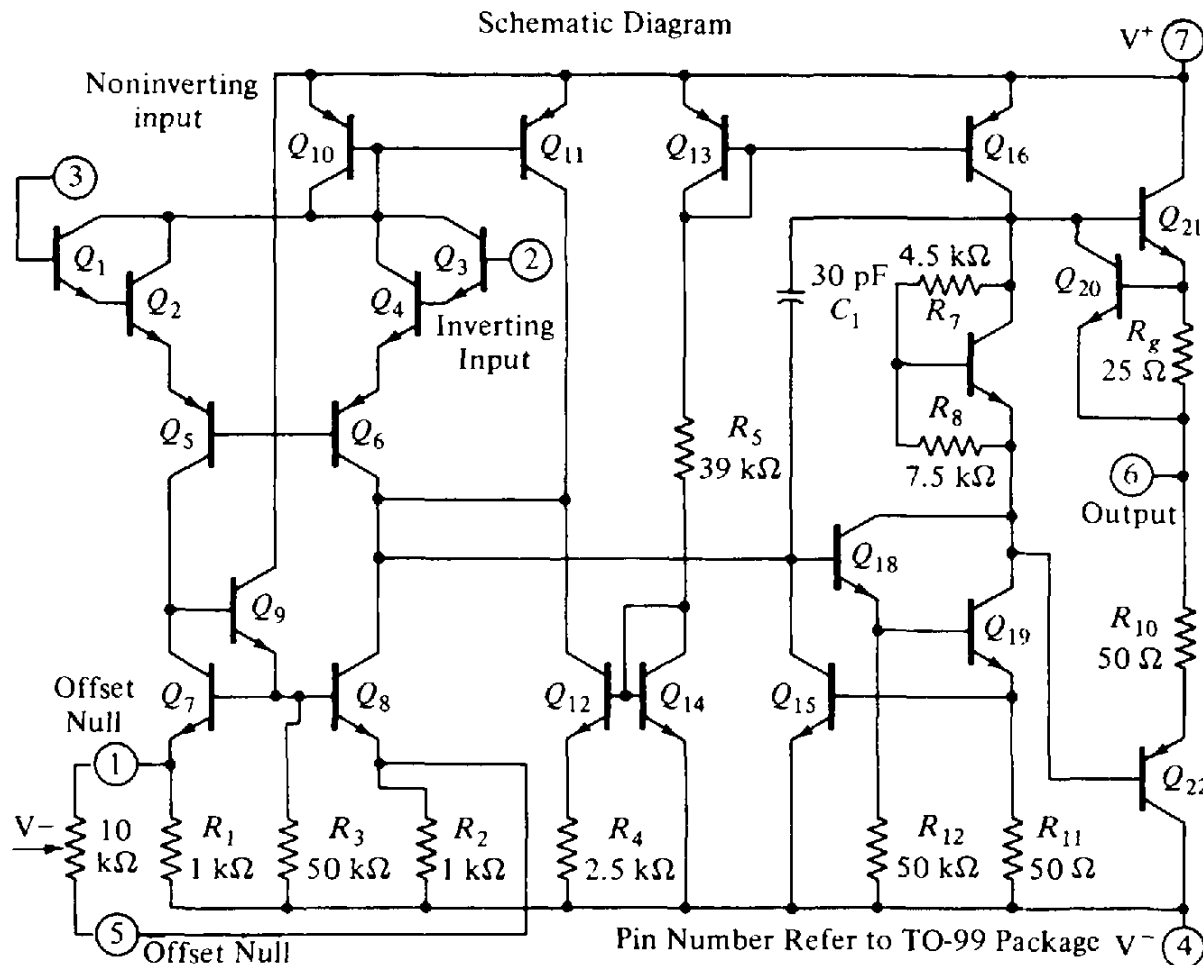 Schematic Diagram
V+ 7
Noninverting
input
Q10
Q11
Q13
Q16
3
Q21
Q1
Q2
Q3
2
Q4
Inverting
Input
30 pF
C1
4.5 kΩ
R7
Q20
Rg
25 Ω
Q5
Q6
R5
39 kΩ
R8
7.5 kΩ
6
Output
Q9
Q18
Q19
R10
50 Ω
Offset
Null
Q7
Q8
Q12
Q14
Q15
1
Q22
V−
10
kΩ
R1
1 kΩ
R3
50 kΩ
R2
1 kΩ
R4
2.5 kΩ
R12
50 kΩ
R11
50 Ω
5
Offset Null
Pin Number Refer to TO-99 Package V− 4